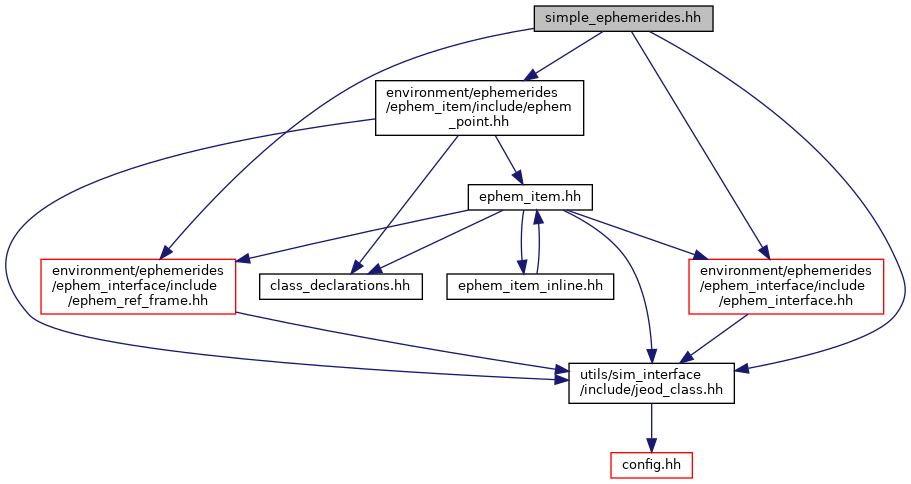 simple_ephemerides.hh
environment/ephemerides
/ephem_item/include/ephem
_point.hh
ephem_item.hh
environment/ephemerides
/ephem_interface/include
/ephem_ref_frame.hh
class_declarations.hh
ephem_item_inline.hh
environment/ephemerides
/ephem_interface/include
/ephem_interface.hh
utils/sim_interface
/include/jeod_class.hh
config.hh